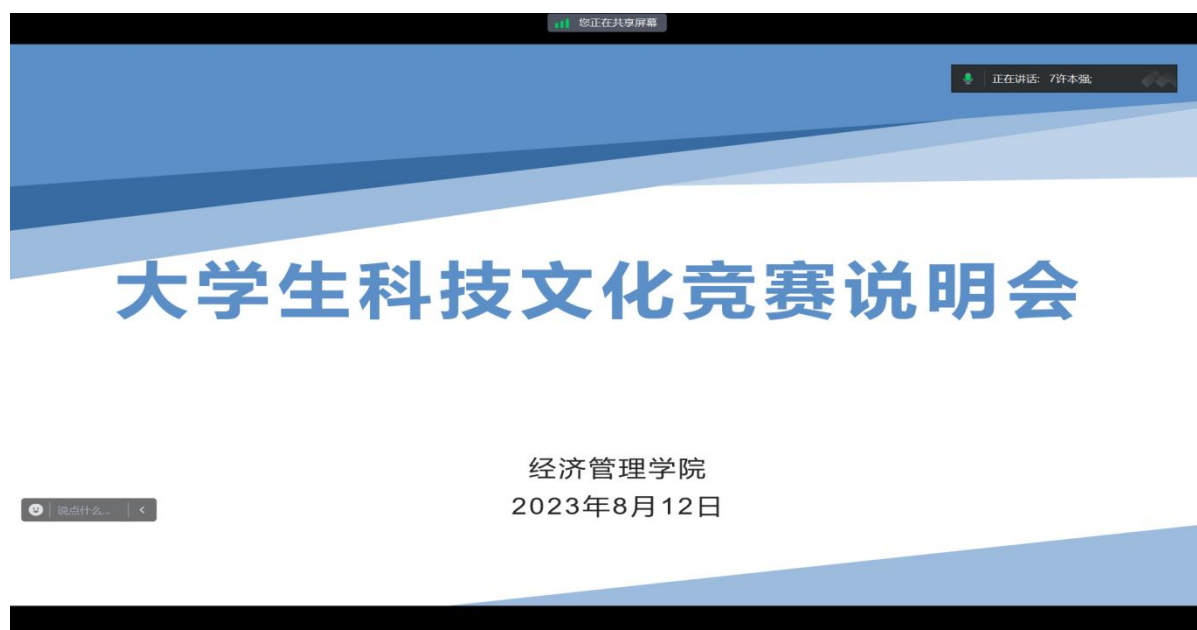 您正在共享屏幕
正在讲话: 7许本强;
大学生科技文化竞赛说明会
经济管理学院
2023年8月12日
说点什么...